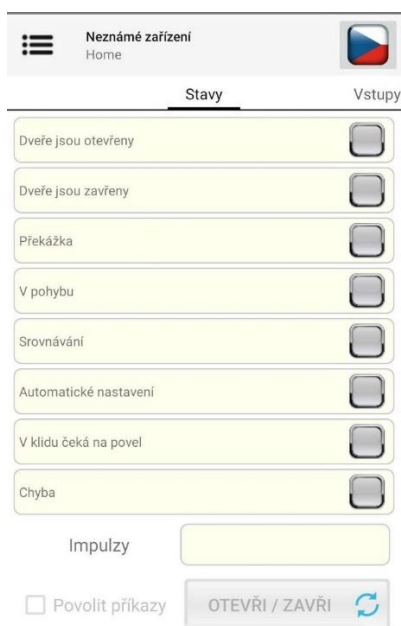 Neznámé zařízení
Home
Stavy Vstupy
Dveře jsou otevřeny
Dveře jsou zavřeny
Překážka
V pohybu
Srovnávání
Automatické nastavení
V klidu čeká na povel
Chyba
Impulzy
Povolit příkazy OTEVŘI / ZAVŘI